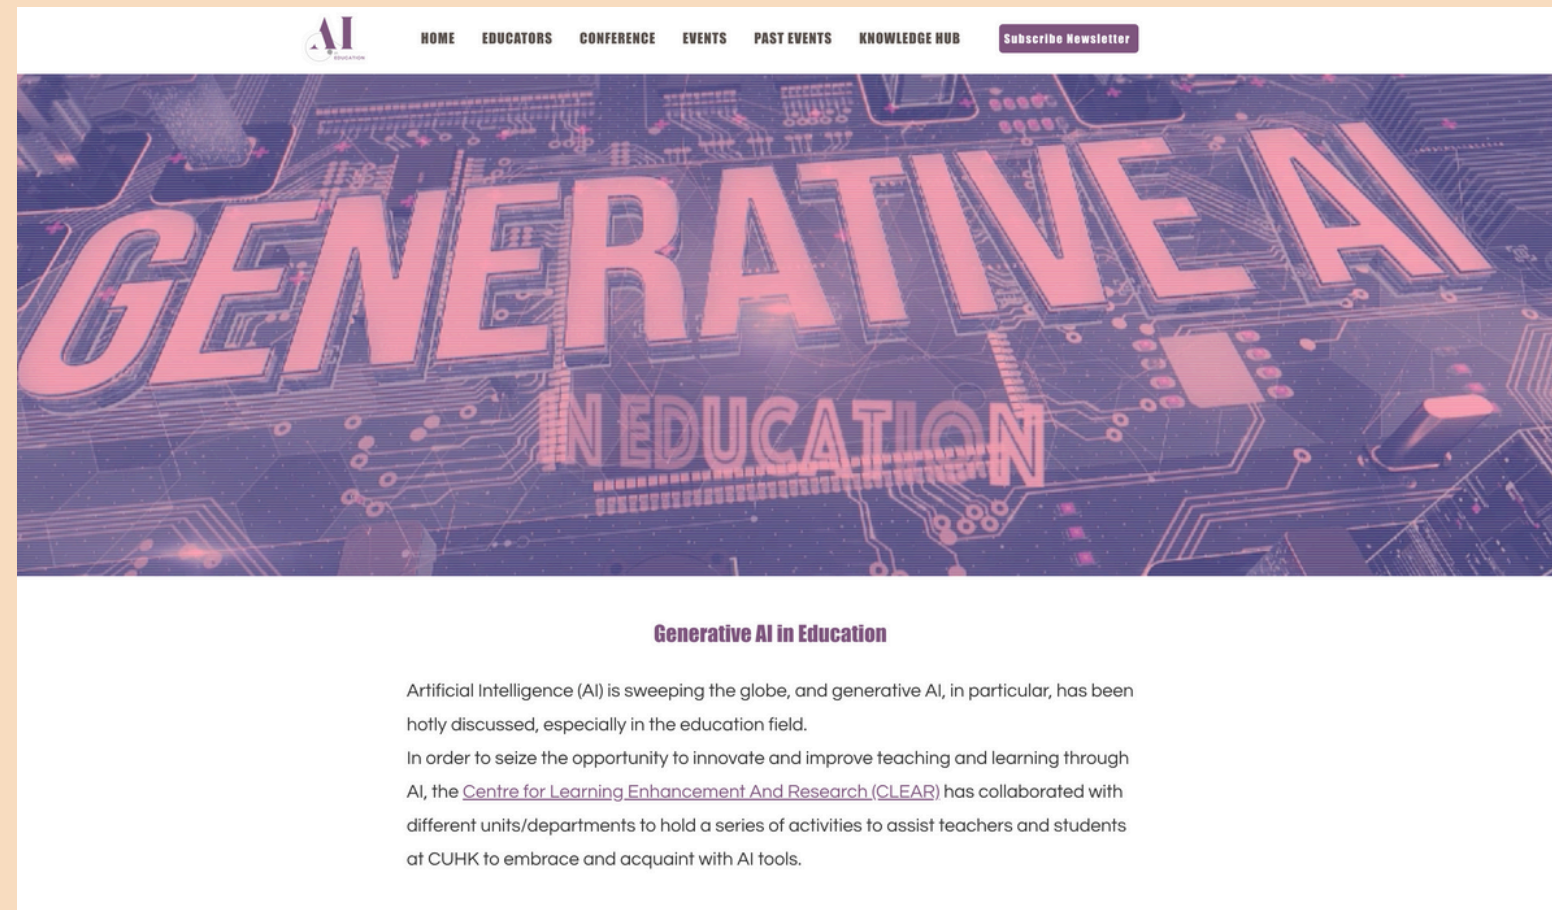 AI
EDUCATION
HOME EDUCATORS CONFERENCE EVENTS PAST EVENTS KNOWLEDGE HUB Subscribe Newsletter
GENERATIVE AI
IN EDUCATION
Generative AI in Education
Artificial Intelligence (AI) is sweeping the globe, and generative AI, in particular, has been
hotly discussed, especially in the education field.
In order to seize the opportunity to innovate and improve teaching and learning through
AI, the Centre for Learning Enhancement And Research (CLEAR) has collaborated with
different units/departments to hold a series of activities to assist teachers and students
at CUHK to embrace and acquaint with AI tools.